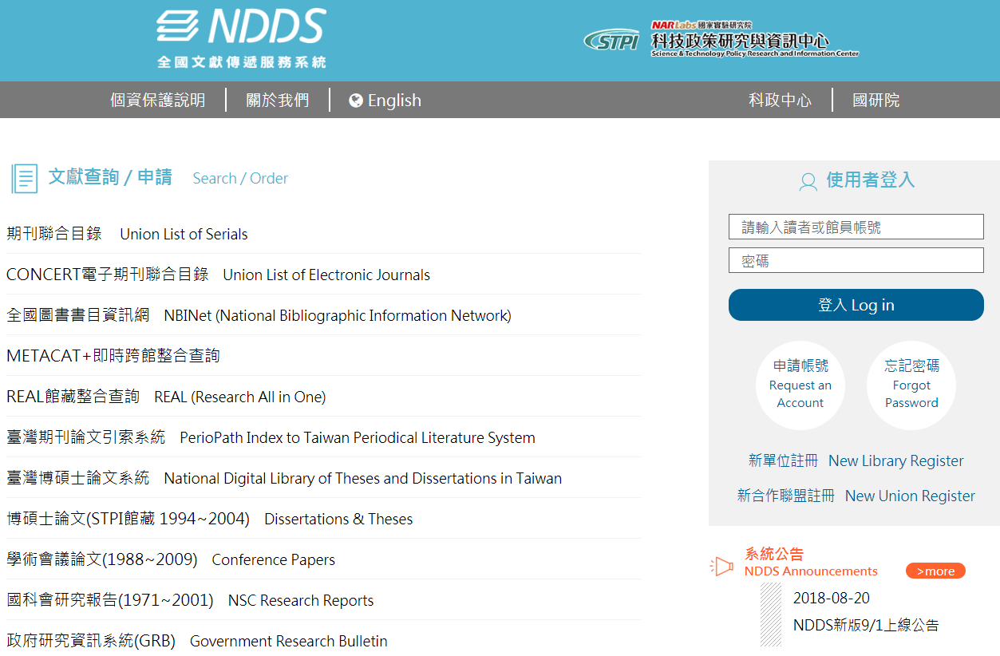 NDDS
全國文獻傳遞服務系統
STPI
NARLabs 國家實驗研究院
科技政策研究與資訊中心
Science & Technology Policy Research and Information Center
個資保護說明 關於我們 English 科政中心 國研院
文獻查詢 / 申請 Search / Order
期刊聯合目錄 Union List of Serials
CONCERT電子期刊聯合目錄 Union List of Electronic Journals
全國圖書書目資訊網 NBINet (National Bibliographic Information Network)
METACAT+即時跨館整合查詢
REAL館藏整合查詢 REAL (Research All in One)
臺灣期刊論文引索系統 PerioPath Index to Taiwan Periodical Literature System
臺灣博碩士論文系統 National Digital Library of Theses and Dissertations in Taiwan
博碩士論文(STPI館藏 1994~2004) Dissertations & Theses
學術會議論文(1988~2009) Conference Papers
國科會研究報告(1971~2001) NSC Research Reports
政府研究資訊系統(GRB) Government Research Bulletin
使用者登入
請輸入讀者或館員帳號
密碼
登入 Log in
申請帳號
Request an
Account
忘記密碼
Forgot
Password
新單位註冊 New Library Register
新合作聯盟註冊 New Union Register
系統公告
NDDS Announcements >more
2018-08-20
NDDS新版9/1上線公告